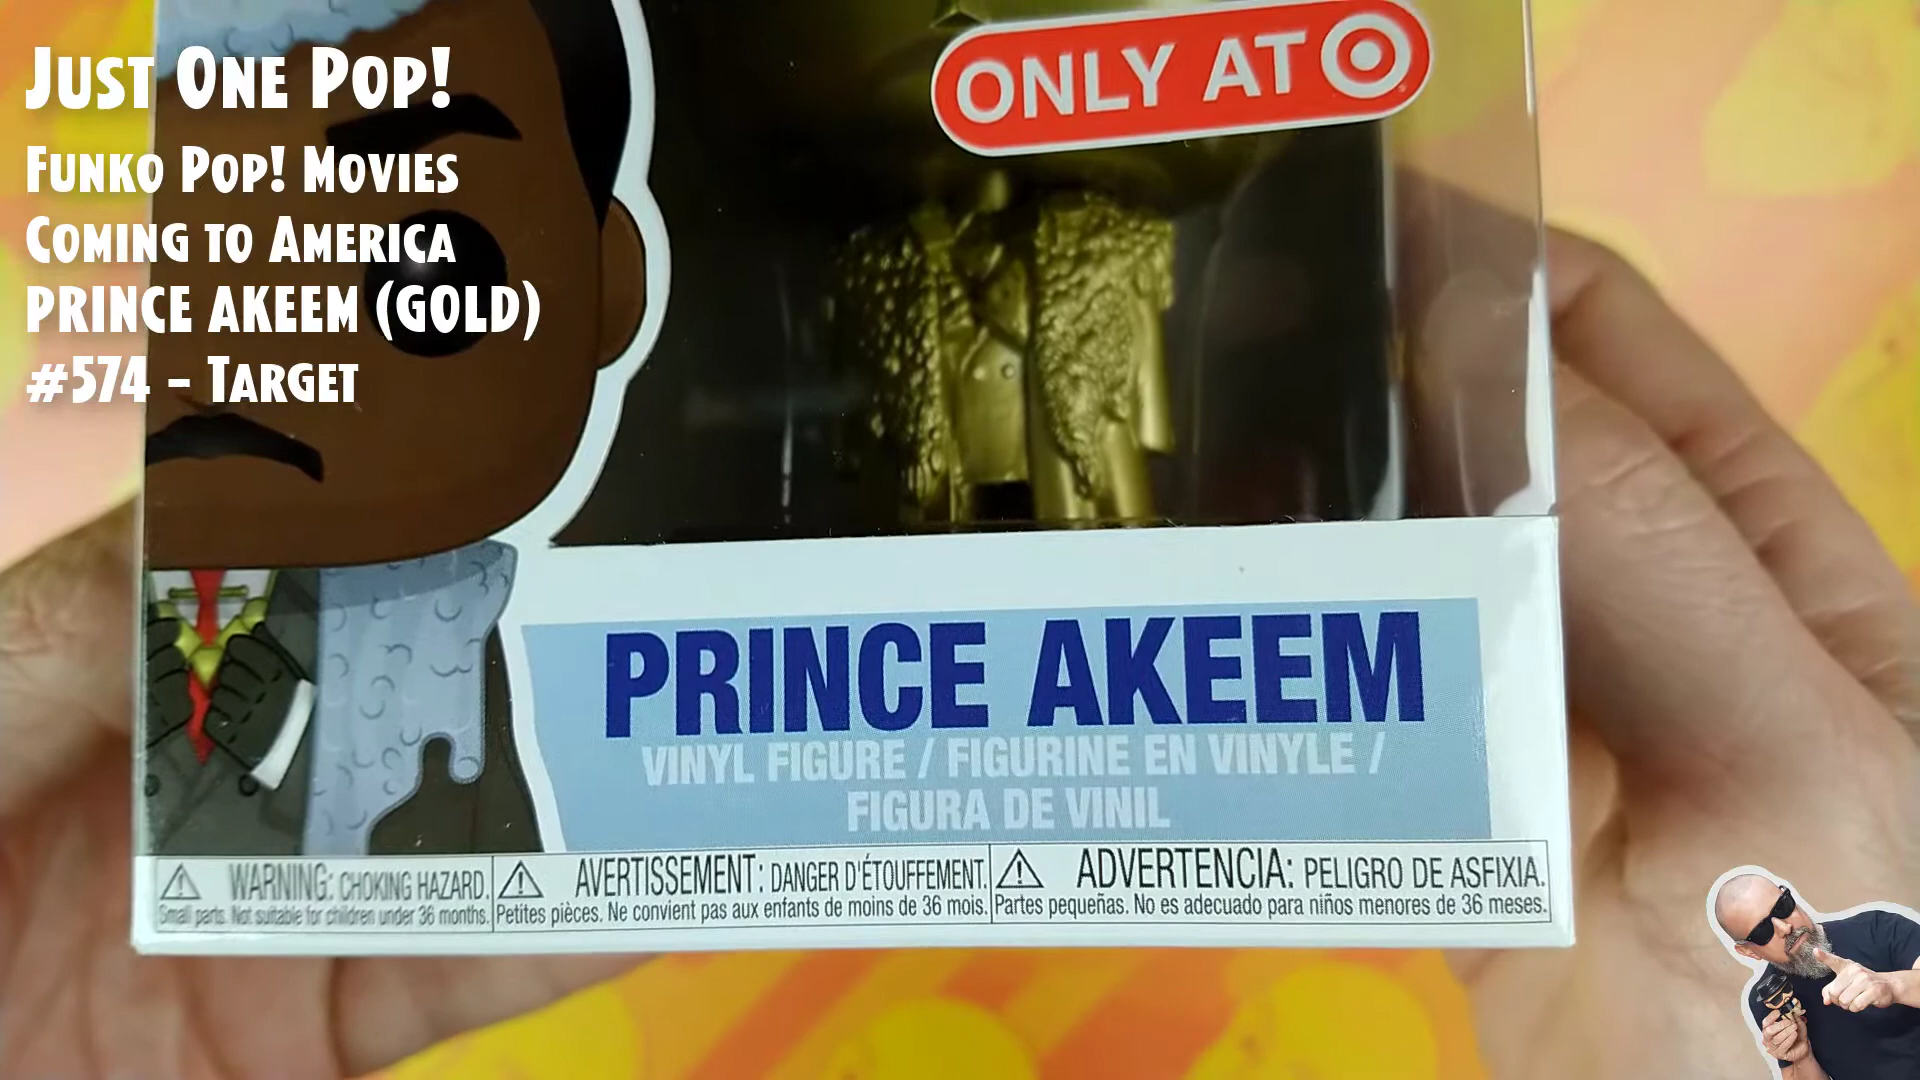 JUST ONE POP!
FUNKO POP! MOVIES
COMING TO AMERICA
PRINCE AKEEM (GOLD)
#574 - TARGET
ONLY AT
PRINCE AKEEM
VINYL FIGURE / FIGURINE EN VINYLE /
FIGURA DE VINIL
WARNING: CHOKING HAZARD.
Small parts. Not suitable for children under 36 months.
AVERTISSEMENT: DANGER D'ÉTOUFFEMENT.
Petites pièces. Ne convient pas aux enfants de moins de 36 mois.
ADVERTENCIA: PELIGRO DE ASFIXIA.
Partes pequeñas. No es adecuado para niños menores de 36 meses.